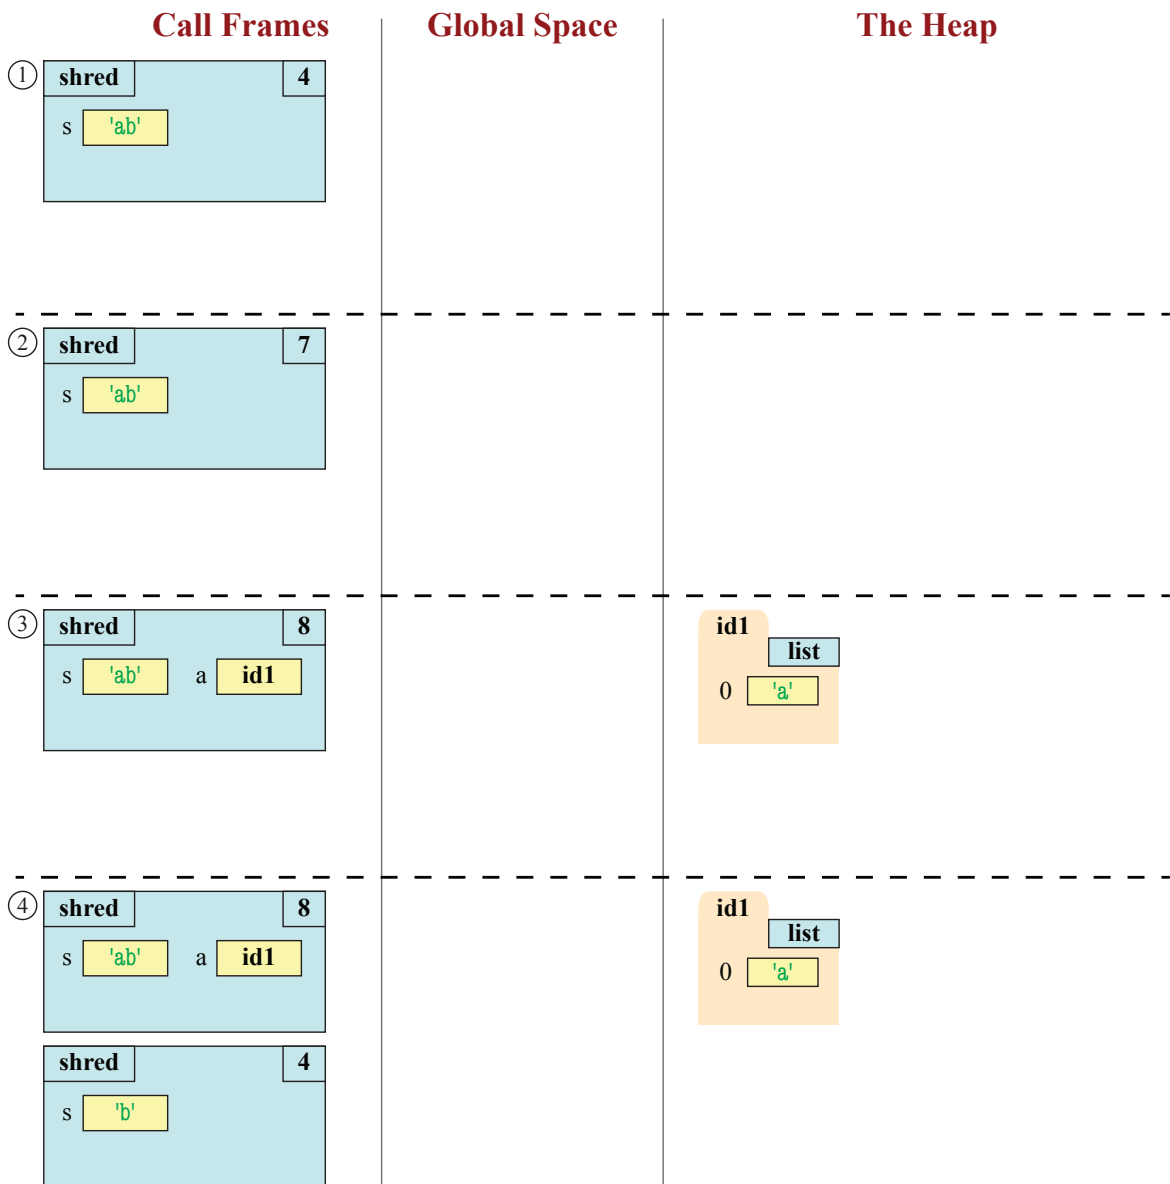 Call Frames Global Space The Heap
1 shred 4
s 'ab'
2 shred 7
s 'ab'
3 shred 8 id1
list
s 'ab' a id1 0 'a'
4 shred 8 id1
list
s 'ab' a id1 0 'a'
shred 4
s 'b'